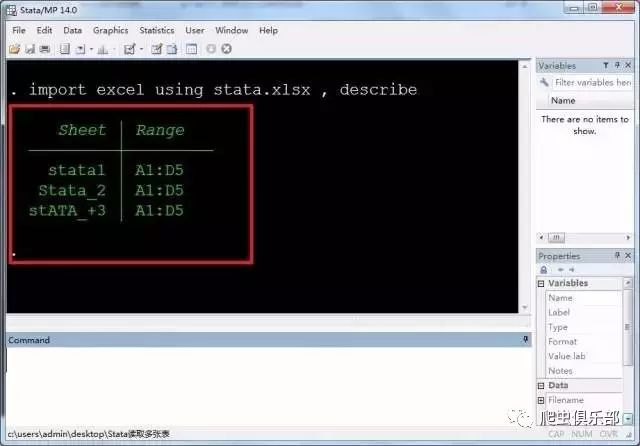 Stata/MP 14.0
File Edit Data Graphics Statistics User Window Help
. import excel using stata.xlsx , describe
Sheet Range
stata1 A1:D5
Stata_2 A1:D5
stATA_+3 A1:D5
.
Variables
Filter variables here
Name
There are no items to
show.
Properties
Variables
Name
Label
Type
Format
Value lab
Notes
Data
Filename
Command
c:\users\admin\desktop\Stata读取多张表
CAP NUM OVR
爬虫俱乐部